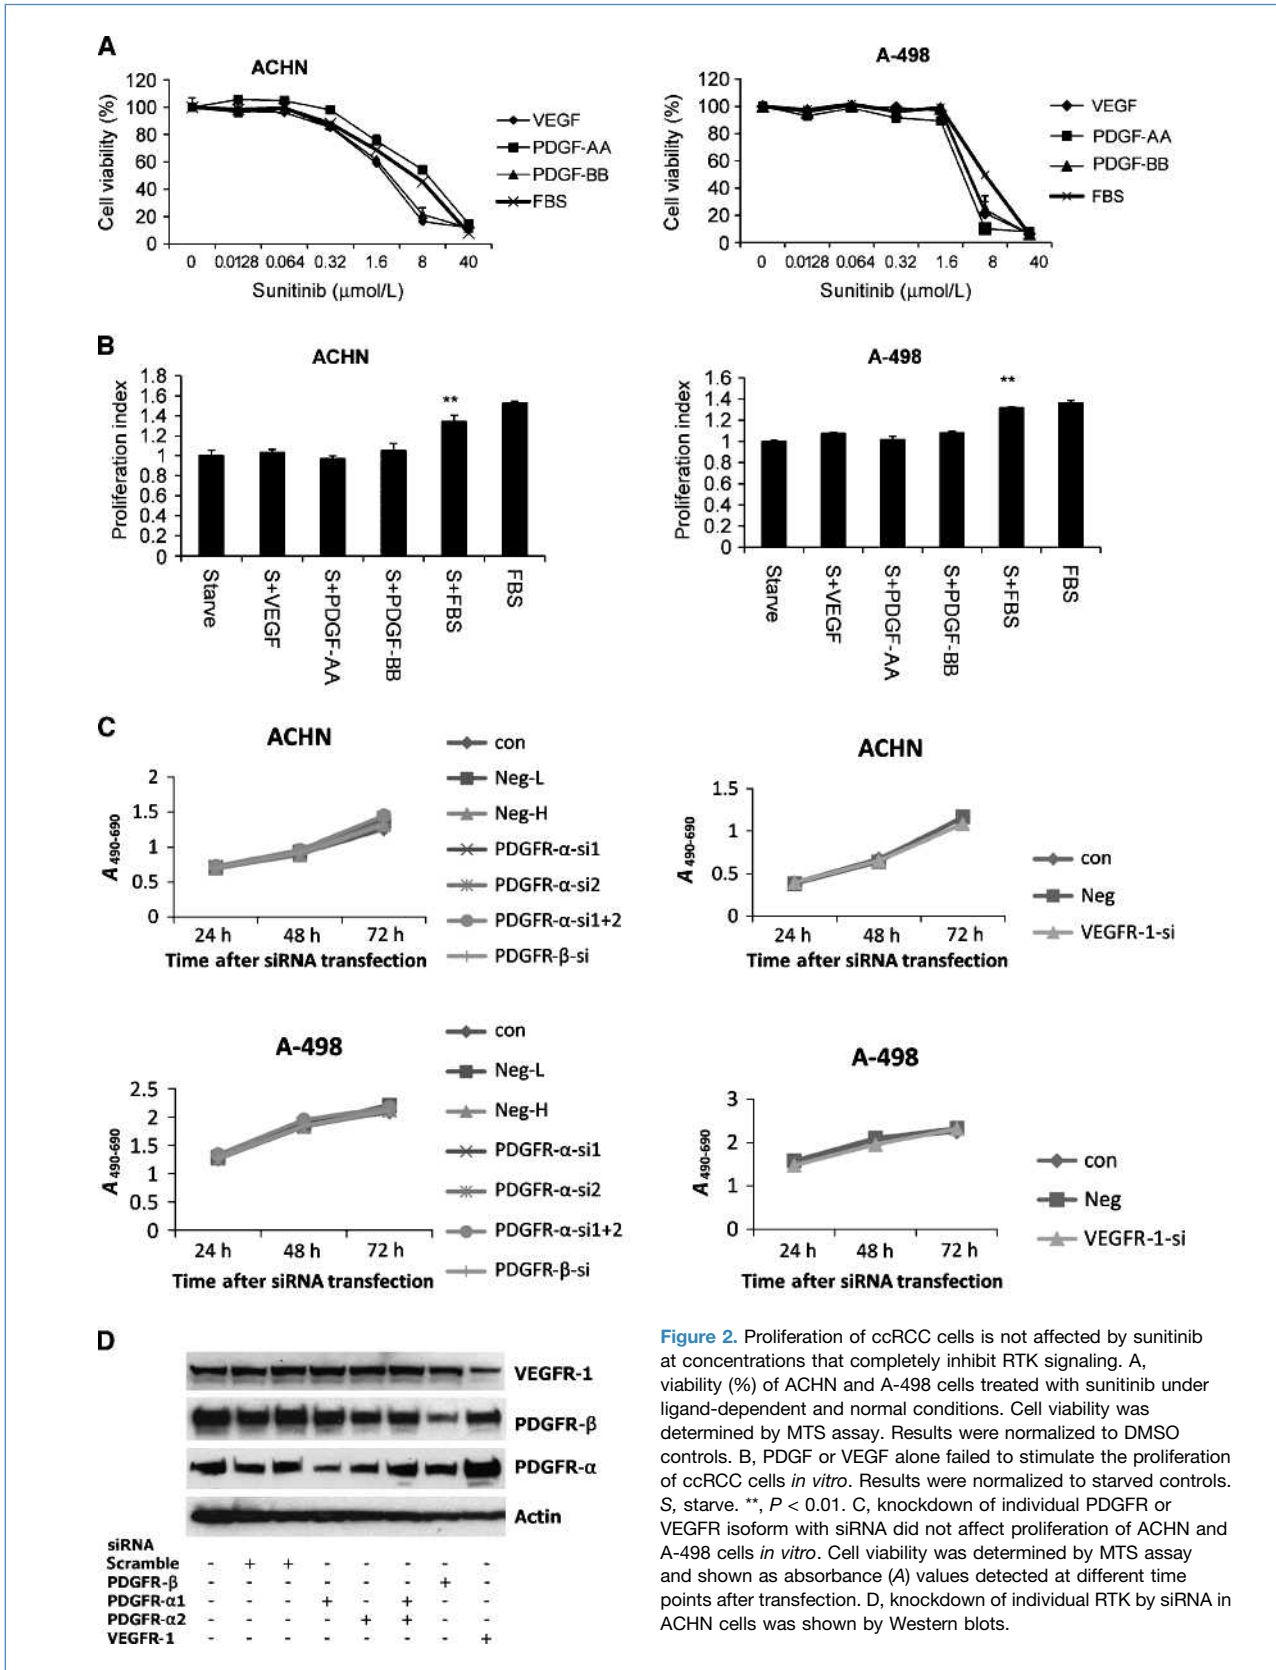 A
ACHN
120
100
80
60
40
20
0
Cell viability (%)
0 0.0128 0.064 0.32 1.6 8 40
Sunitinib (μmol/L)
VEGF
PDGF-AA
PDGF-BB
FBS
A-498
120
100
80
60
40
20
0
Cell viability (%)
0 0.0128 0.064 0.32 1.6 8 40
Sunitinib (μmol/L)
VEGF
PDGF-AA
PDGF-BB
FBS
B
ACHN
1.8
1.6
1.4
1.2
1
0.8
0.6
0.4
0.2
0
Proliferation index
**
Starve
S+VEGF
S+PDGF-AA
S+PDGF-BB
S+FBS
FBS
A-498
1.6
1.4
1.2
1
0.8
0.6
0.4
0.2
0
Proliferation index
**
Starve
S+VEGF
S+PDGF-AA
S+PDGF-BB
S+FBS
FBS
C
ACHN
2
1.5
1
0.5
0
A490-690
24 h 48 h 72 h
Time after siRNA transfection
con
Neg-L
Neg-H
PDGFR-α-si1
PDGFR-α-si2
PDGFR-α-si1+2
PDGFR-β-si
ACHN
1.5
1
0.5
0
A490-690
24 h 48 h 72 h
Time after siRNA transfection
con
Neg
VEGFR-1-si
A-498
2.5
2
1.5
1
0.5
0
A490-690
24 h 48 h 72 h
Time after siRNA transfection
con
Neg-L
Neg-H
PDGFR-α-si1
PDGFR-α-si2
PDGFR-α-si1+2
PDGFR-β-si
A-498
3
2
1
0
A490-690
24 h 48 h 72 h
Time after siRNA transfection
con
Neg
VEGFR-1-si
D
VEGFR-1
PDGFR-β
PDGFR-α
Actin
siRNA
Scramble - + + - - - - -
PDGFR-β - - - - - - + -
PDGFR-α1 - - - + - + - -
PDGFR-α2 - - - - + + - -
VEGFR-1 - - - - - - - +
Figure 2. Proliferation of ccRCC cells is not affected by sunitinib
at concentrations that completely inhibit RTK signaling. A,
viability (%) of ACHN and A-498 cells treated with sunitinib under
ligand-dependent and normal conditions. Cell viability was
determined by MTS assay. Results were normalized to DMSO
controls. B, PDGF or VEGF alone failed to stimulate the proliferation
of ccRCC cells in vitro. Results were normalized to starved controls.
S, starve. **, P < 0.01. C, knockdown of individual PDGFR or
VEGFR isoform with siRNA did not affect proliferation of ACHN and
A-498 cells in vitro. Cell viability was determined by MTS assay
and shown as absorbance (A) values detected at different time
points after transfection. D, knockdown of individual RTK by siRNA in
ACHN cells was shown by Western blots.